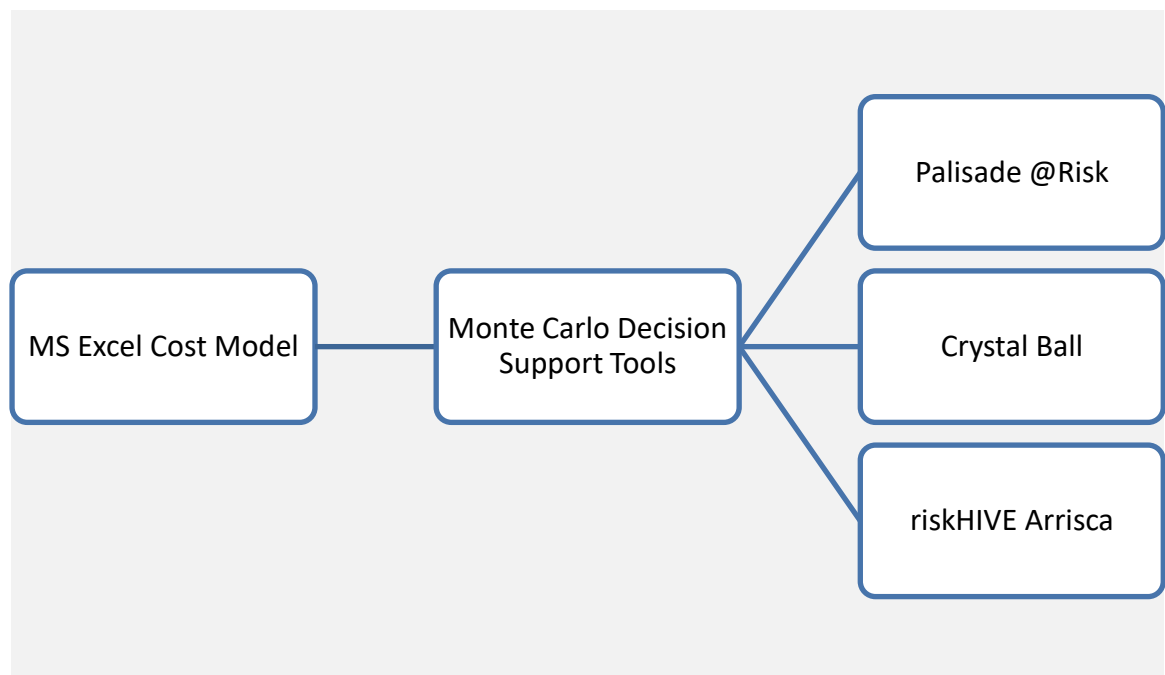 MS Excel Cost Model
Monte Carlo Decision
Support Tools
Palisade @Risk
Crystal Ball
riskHIVE Arrisca